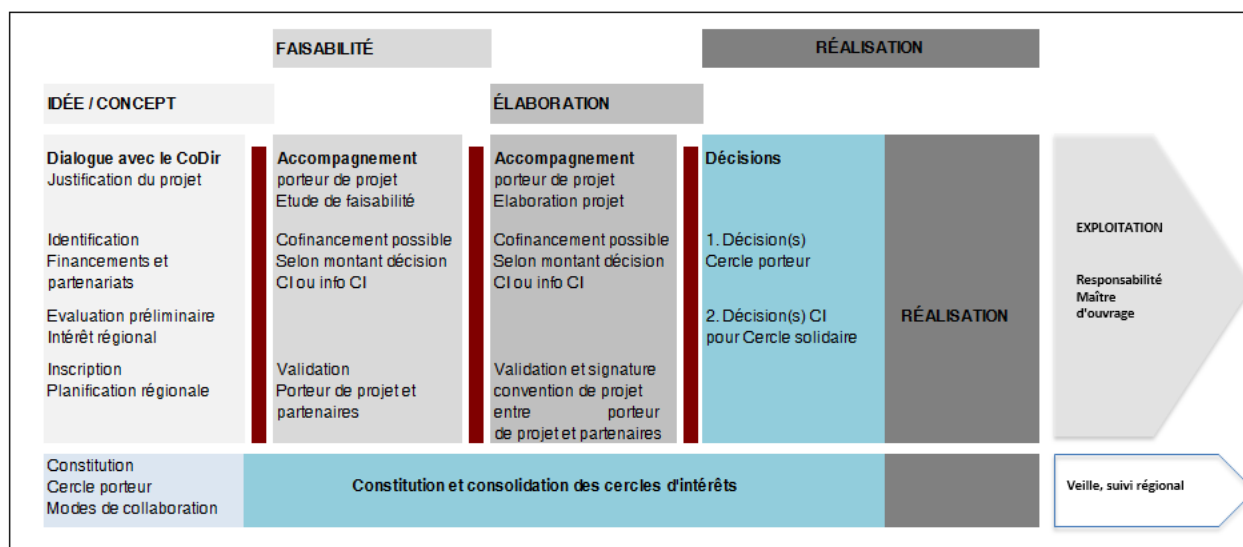 FAISABILITÉ
RÉALISATION
IDÉE / CONCEPT
ÉLABORATION
Dialogue avec le CoDir
Justification du projet
Identification
Financements et
partenariats
Evaluation préliminaire
Intérêt régional
Inscription
Planification régionale
Accompagnement
porteur de projet
Etude de faisabilité
Cofinancement possible
Selon montant décision
CI ou info CI
Validation
Porteur de projet et
partenaires
Accompagnement
porteur de projet
Elaboration projet
Cofinancement possible
Selon montant décision
CI ou info CI
Validation et signature
convention de projet
entre porteur
de projet et partenaires
Décisions
1. Décision(s)
Cercle porteur
2. Décision(s) CI
pour Cercle solidaire
RÉALISATION
EXPLOITATION
Responsabilité
Maître
d'ouvrage
Constitution
Cercle porteur
Modes de collaboration
Constitution et consolidation des cercles d'intérêts
Veille, suivi régional